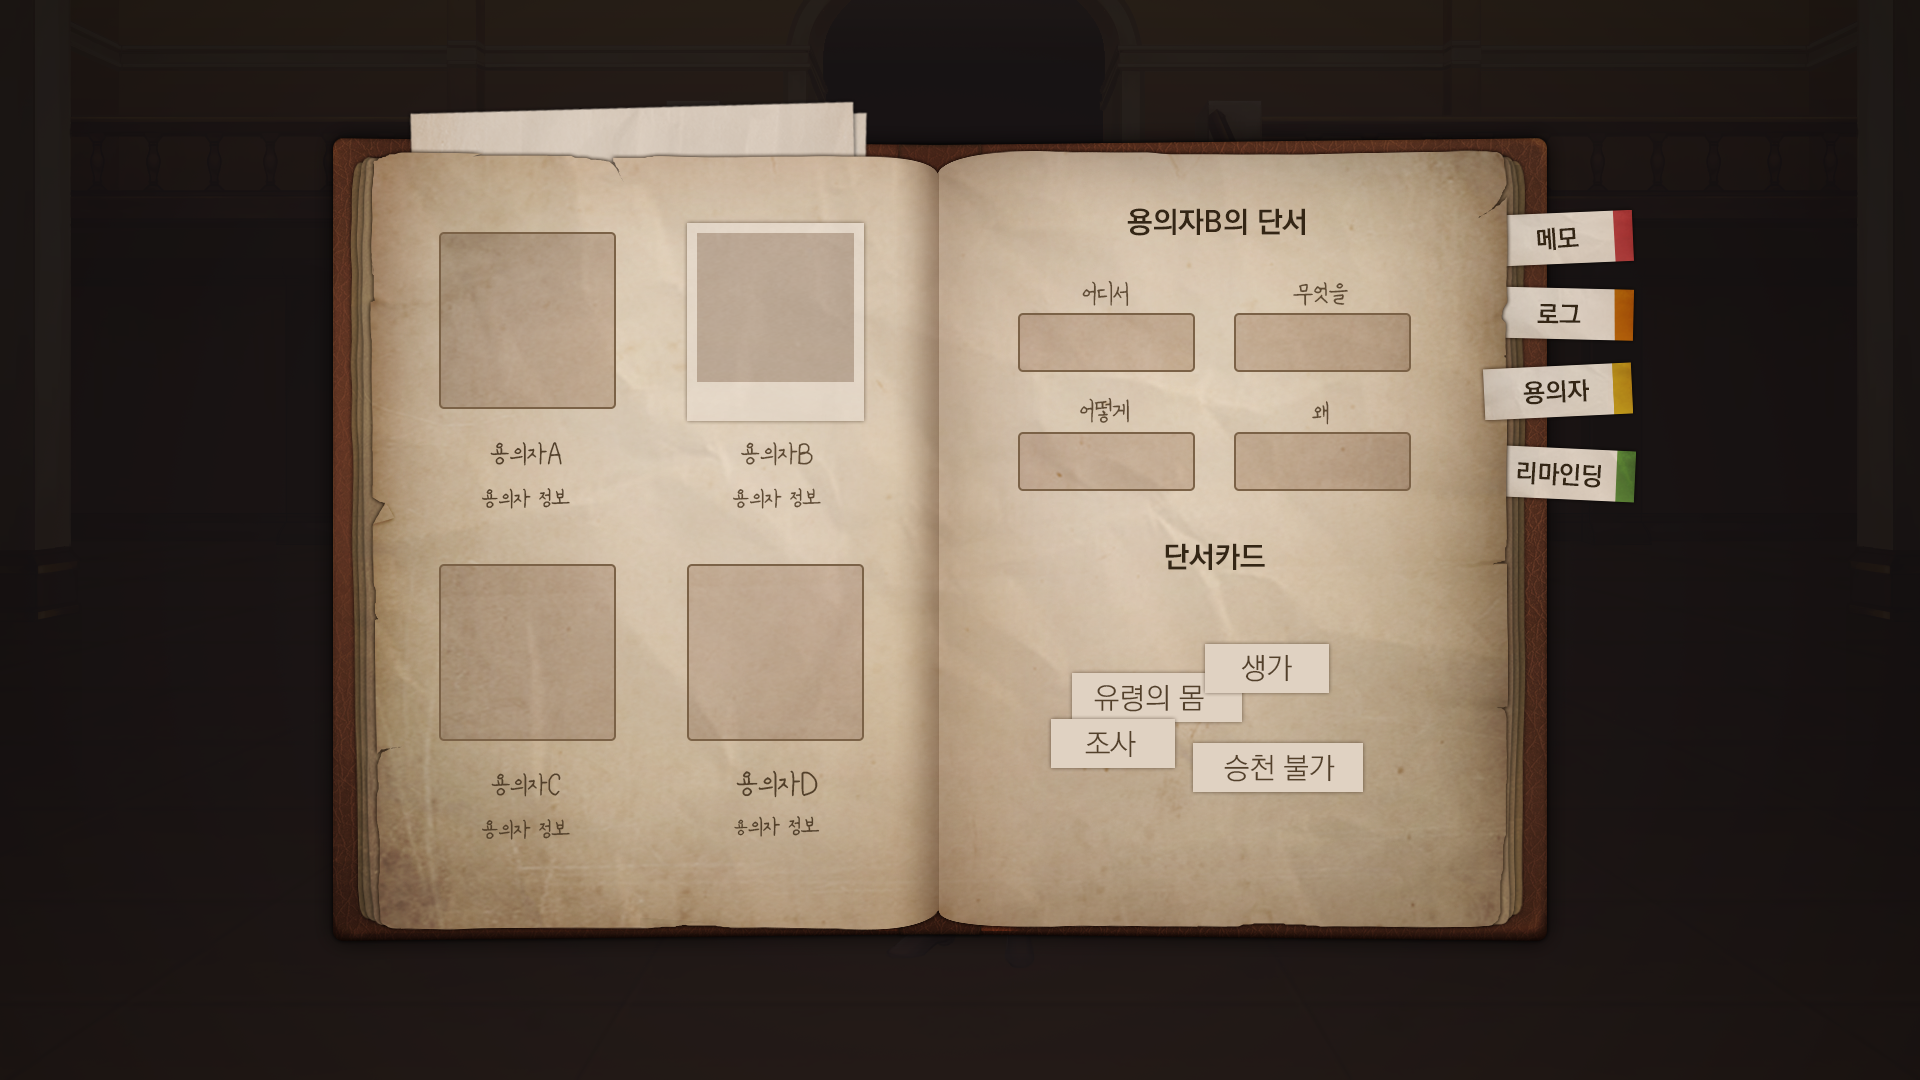 용의자A
용의자 정보
용의자B
용의자 정보
용의자C
용의자 정보
용의자D
용의자 정보
용의자B의 단서
어디서
무엇을
어떻게
왜
단서카드
생가
유령의 몸
조사
승천 불가
메모
로그
용의자
리마인딩